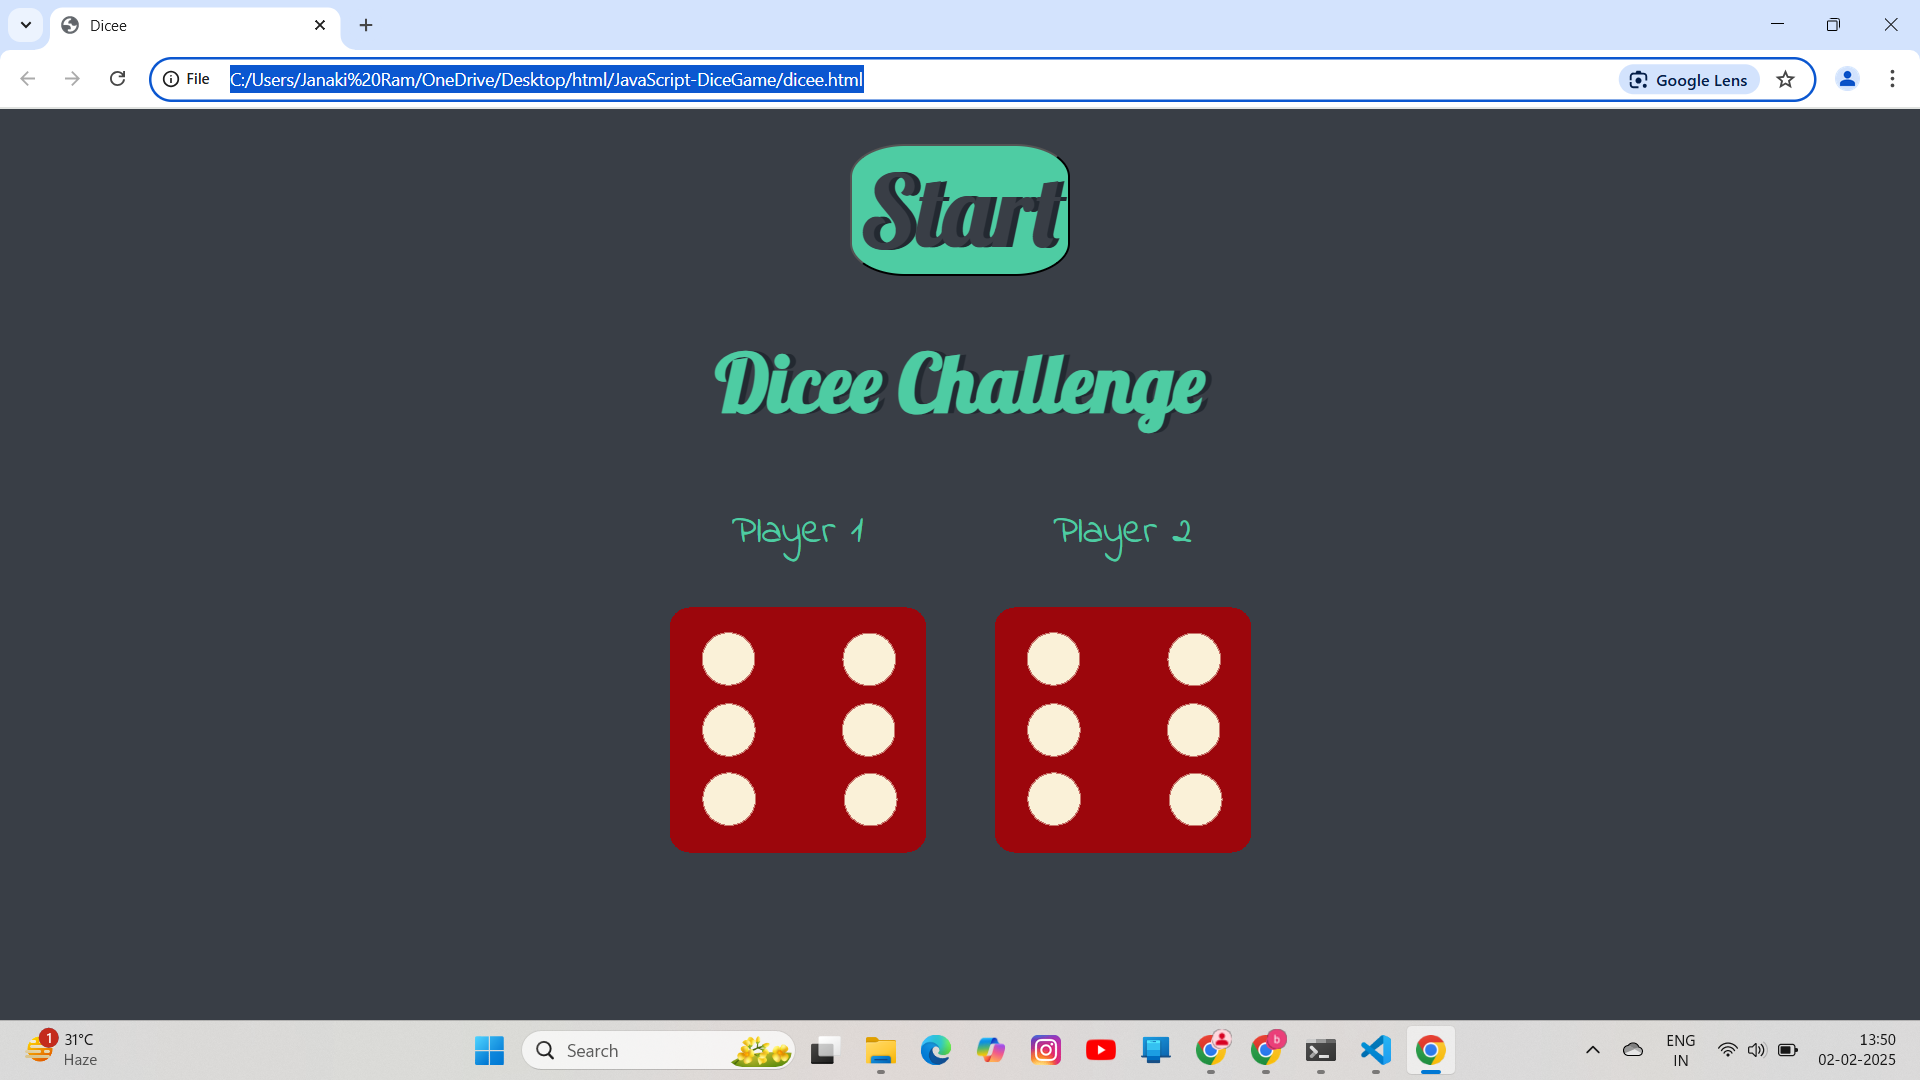 Dicee
File
C:/Users/Janaki%20Ram/OneDrive/Desktop/html/JavaScript-DiceGame/dicee.html
Google Lens
Start
Dicee Challenge
Player 1
Player 2
1
31°C
Haze
Search
b
ENG
IN
13:50
02-02-2025